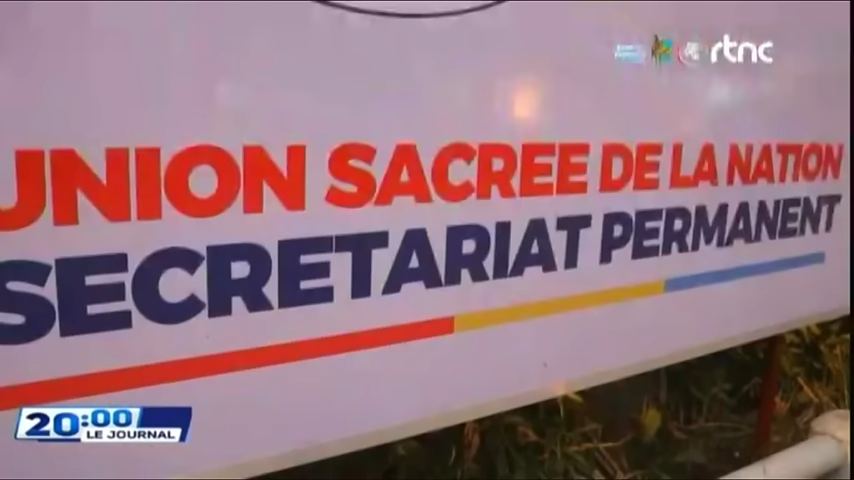 rtnc
UNION SACREE DE LA NATION
SECRETARIAT PERMANENT
20:00
LE JOURNAL